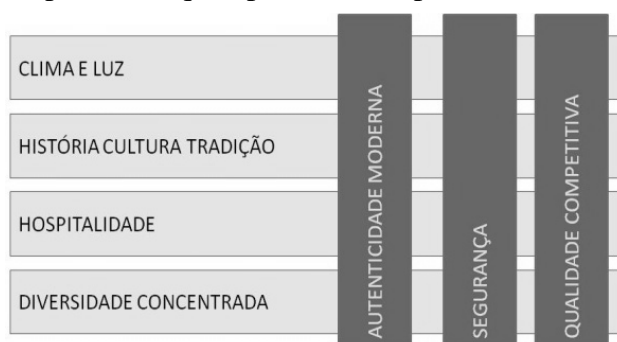 CLIMA E LUZ
HISTÓRIA CULTURA TRADIÇÃO
HOSPITALIDADE
DIVERSIDADE CONCENTRADA
AUTENTICIDADE MODERNA
SEGURANÇA
QUALIDADE COMPETITIVA